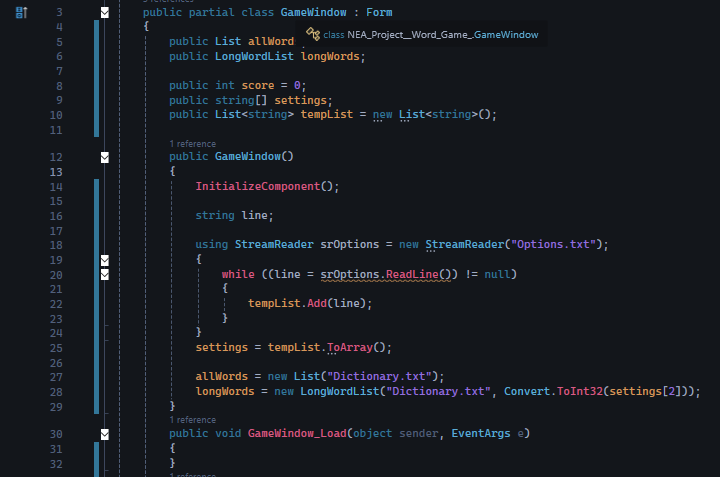 3 public partial class GameWindow : Form
4 {
class NEA_Project__Word_Game_.GameWindow
5 public List allWords
6 public LongWordList longWords;
7
8 public int score = 0;
9 public string[] settings;
10 public List<string> tempList = new List<string>();
11
1 reference
12 public GameWindow()
13 {
14 InitializeComponent();
15
16 string line;
17
18 using StreamReader srOptions = new StreamReader("Options.txt");
19 {
20 while ((line = srOptions.ReadLine()) != null)
21 {
22 tempList.Add(line);
23 }
24 }
25 settings = tempList.ToArray();
26
27 allWords = new List("Dictionary.txt");
28 longWords = new LongWordList("Dictionary.txt", Convert.ToInt32(settings[2]));
29 }
1 reference
30 public void GameWindow_Load(object sender, EventArgs e)
31 {
32 }